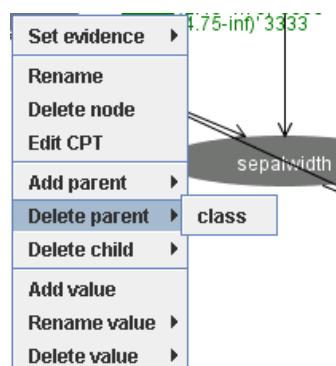 4.75-inf)' 3333
Set evidence
Rename
Delete node
Edit CPT
sepalwidth
Add parent
Delete parent
class
Delete child
Add value
Rename value
Delete value